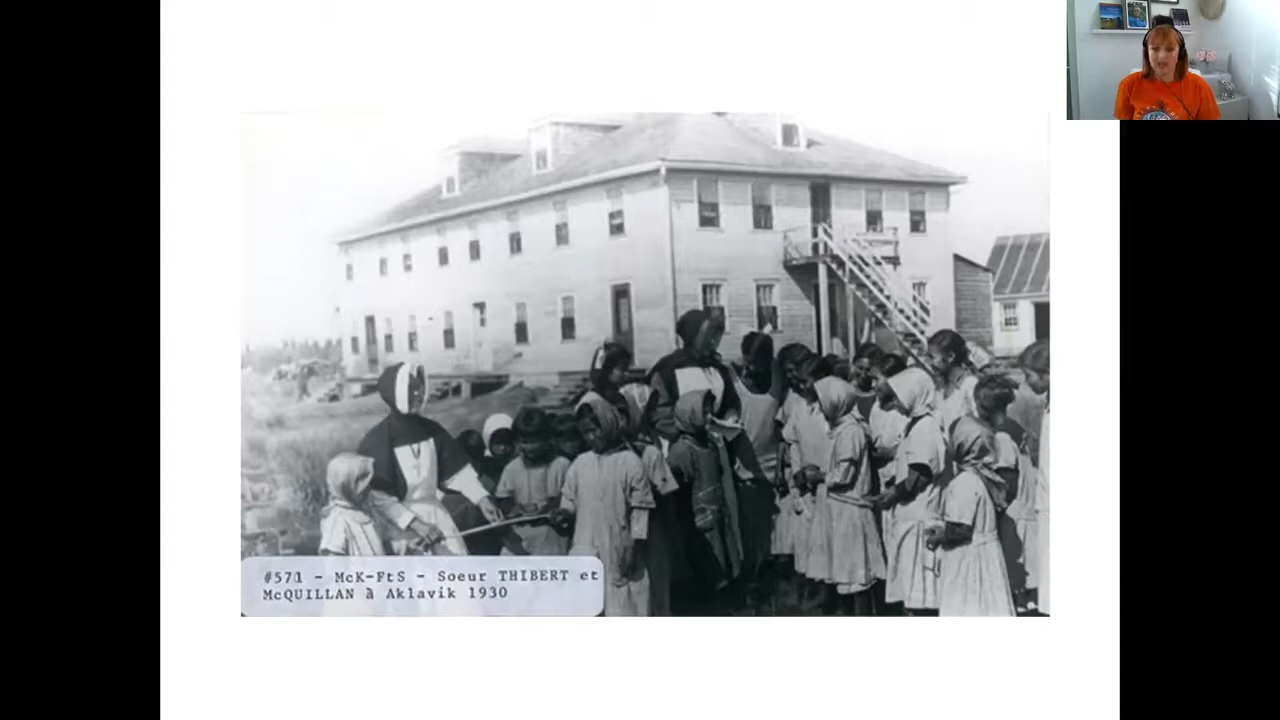 #571 - McK-FtS - Soeur THIBERT et
McQUILLAN à Aklavik 1930